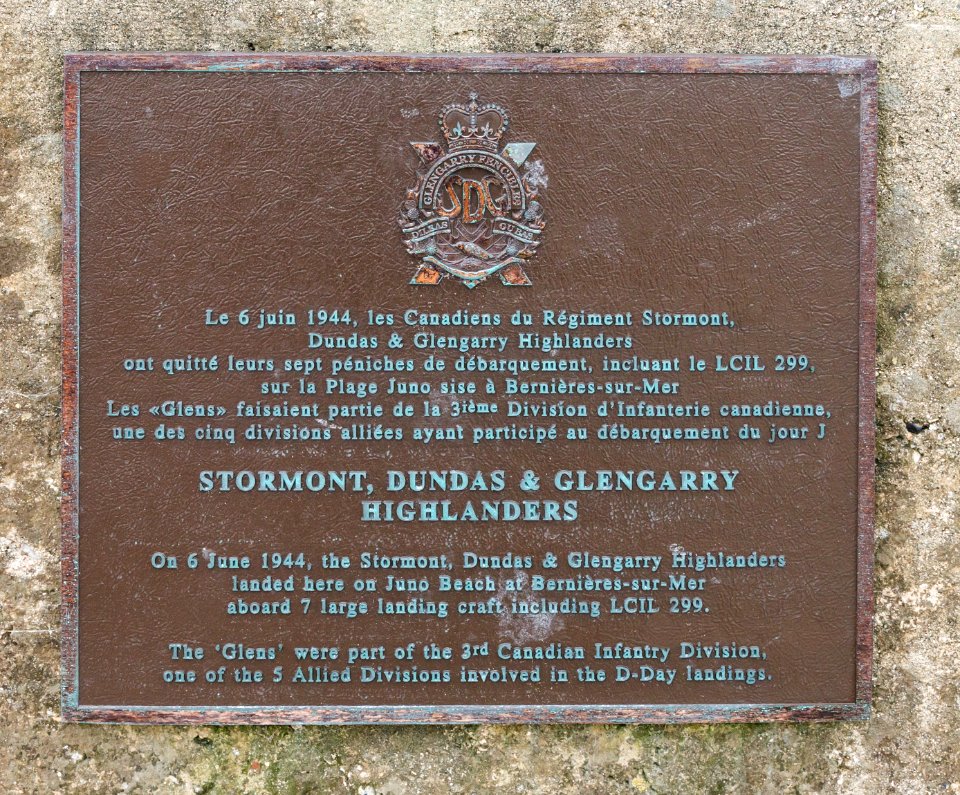 GLENGARRY FENCIBLES
SDG
DILEAS GU BAS
Le 6 juin 1944, les Canadiens du Régiment Stormont,
Dundas & Glengarry Highlanders
ont quitté leurs sept péniches de débarquement, incluant le LCIL 299,
sur la Plage Juno sise à Bernières-sur-Mer
Les «Glens» faisaient partie de la 3ième Division d'Infanterie canadienne,
une des cinq divisions alliées ayant participé au débarquement du jour J
STORMONT, DUNDAS & GLENGARRY
HIGHLANDERS
On 6 June 1944, the Stormont, Dundas & Glengarry Highlanders
landed here on Juno Beach at Bernières-sur-Mer
aboard 7 large landing craft including LCIL 299.
The 'Glens' were part of the 3rd Canadian Infantry Division,
one of the 5 Allied Divisions involved in the D-Day landings.